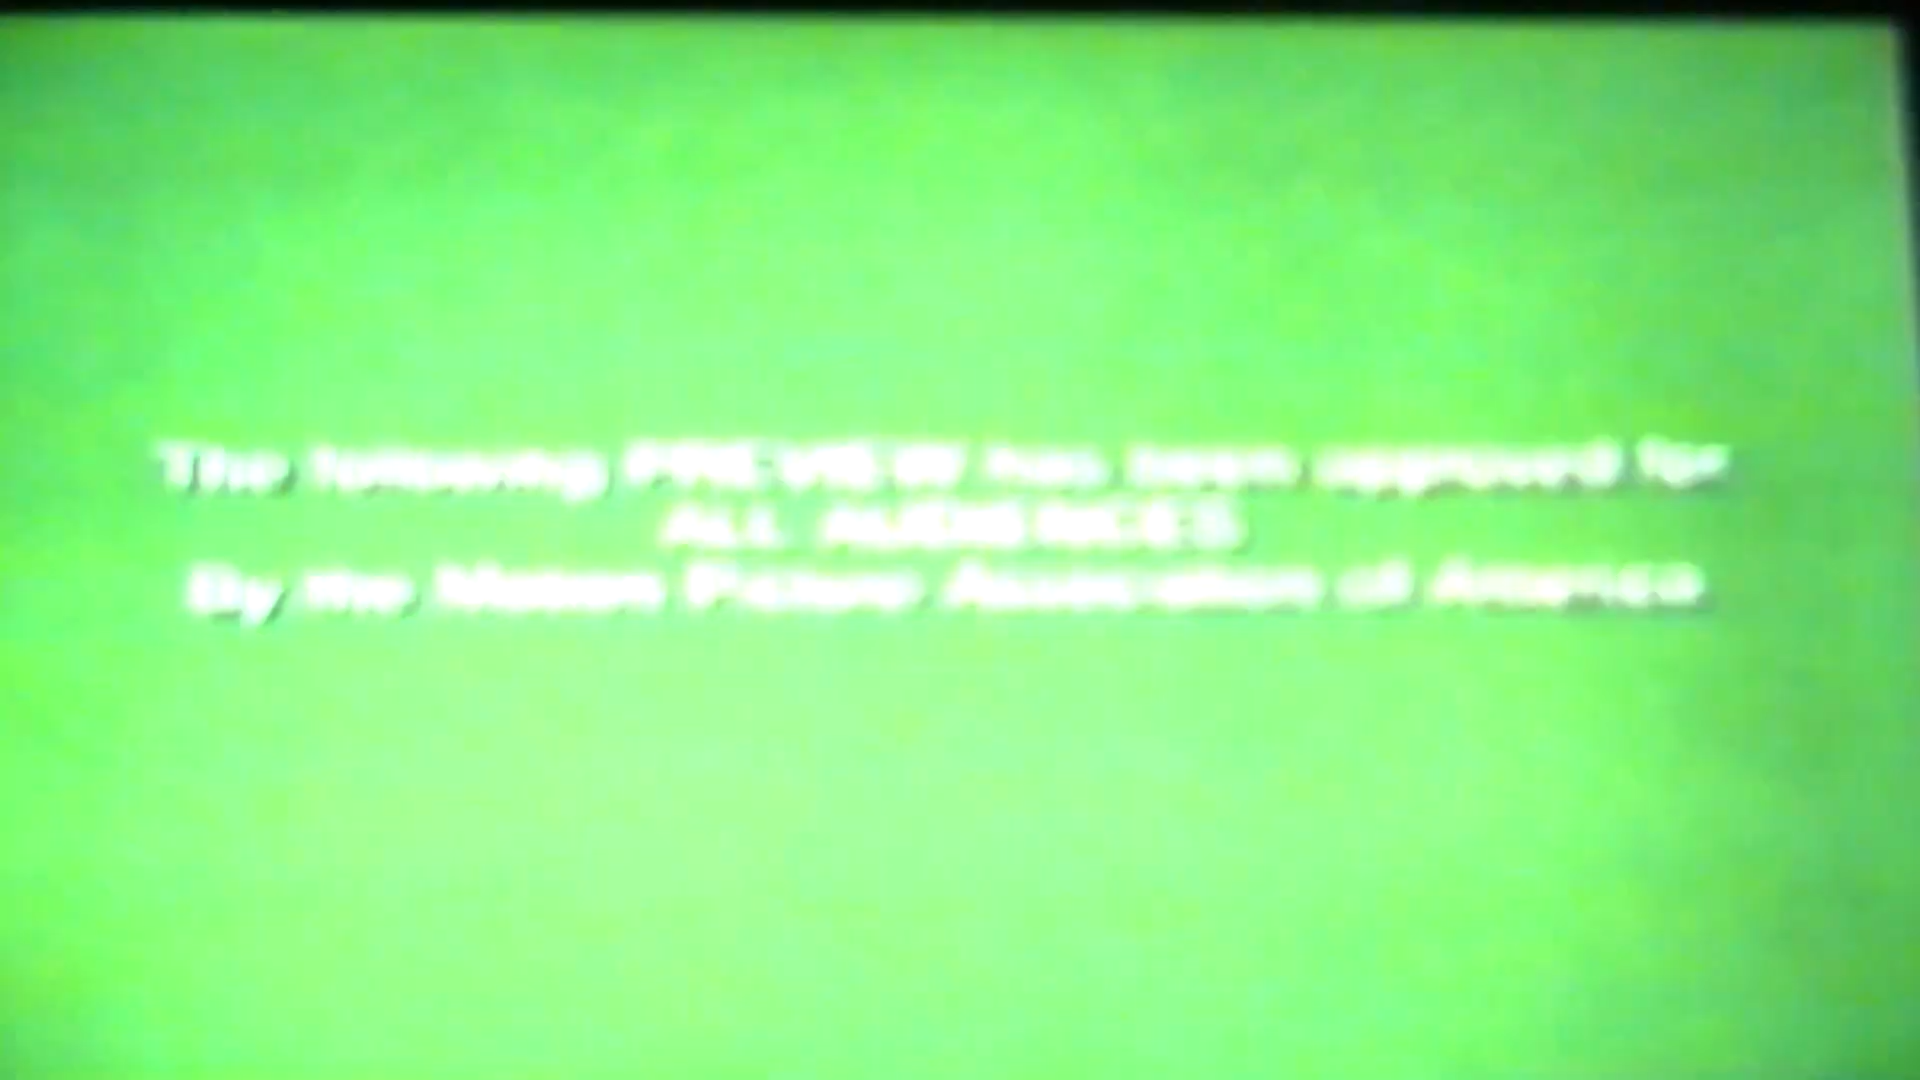 The following PREVIEW has been approved for
ALL AUDIENCES
By the Motion Picture Association of America